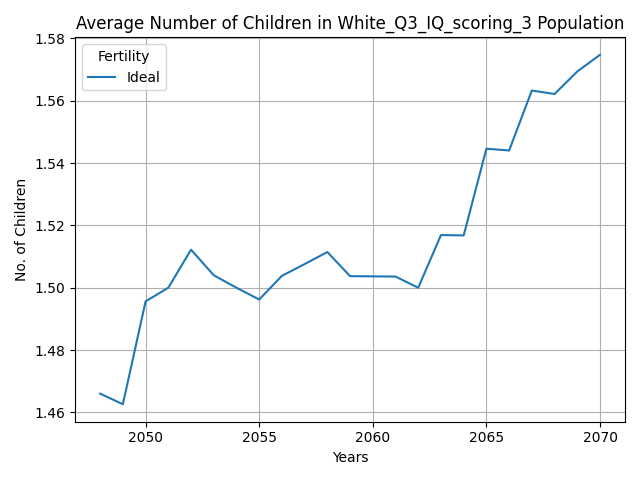 Average Number of Children in White_Q3_IQ_scoring_3 Population
Fertility
Ideal
No. of Children
1.58
1.56
1.54
1.52
1.50
1.48
1.46
2050 2055 2060 2065 2070
Years